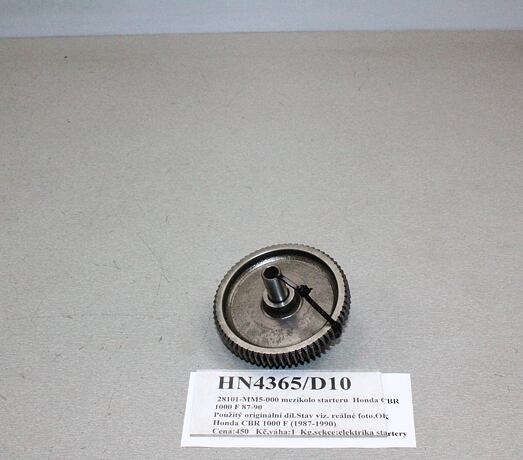 HN4365/D10
28101-MM5-000 mezikolo starteru Honda CBR
1000 F 87-90
Použitý originální díl.Stav viz. reálné foto.OK
Honda CBR 1000 F (1987-1990)
Cena:450 Kč,váha:1 Kg,sekce:elektrika startery